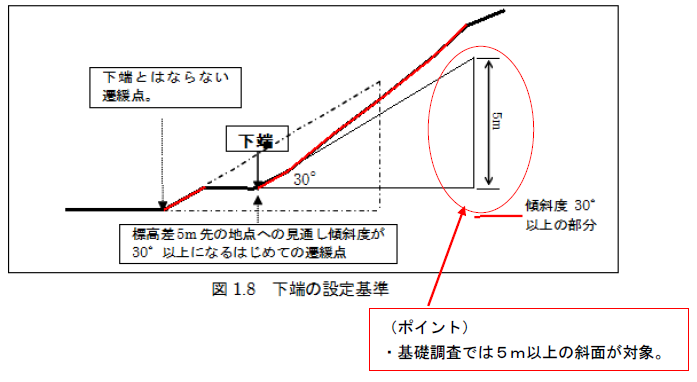 下端とはならない
遷緩点。
下端
30°
5m
傾斜度 30°
以上の部分
標高差5m先の地点への見通し傾斜度が
30°以上になるはじめての遷緩点
図 1.8　下端の設定基準
（ポイント）
・基礎調査では５ｍ以上の斜面が対象。